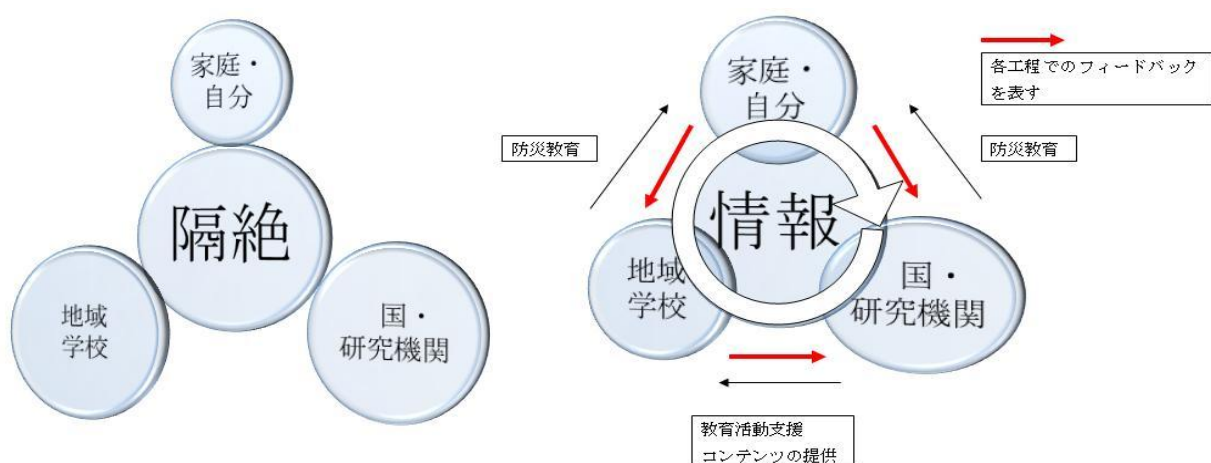 家庭・
自分
隔絶
地域
学校
国・
研究機関
家庭・
自分
情報
地域
学校
国・
研究機関
防災教育
防災教育
各工程でのフィードバック
を表す
教育活動支援
コンテンツの提供